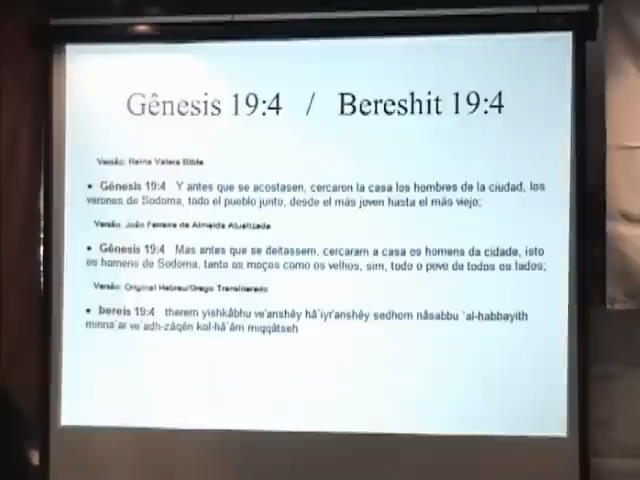 Gênesis 19:4 / Bereshit 19:4
Versão: Reina Valera Bible
• Gênesis 19:4 Y antes que se acostasen, cercaron la casa los hombres de la ciudad, los
varones de Sodoma, todo el pueblo junto, desde el más joven hasta el más viejo;
Versão: João Ferreira de Almeida Atualizada
• Gênesis 19:4 Mas antes que se deitassem, cercaram a casa os homens da cidade, isto
os homens de Sodoma, tanto os moços como os velhos, sim, todo o povo de todos os lados;
Versão: Original Hebreu/Grego Transliterado
• bereis 19:4 therem yishkâbhu ve'anshêy hâ`iyr'anshêy sedhom nâsabbu `al-habbayith
minna`ar ve`adh-zâqên kol-hâ`âm miqqâtseh